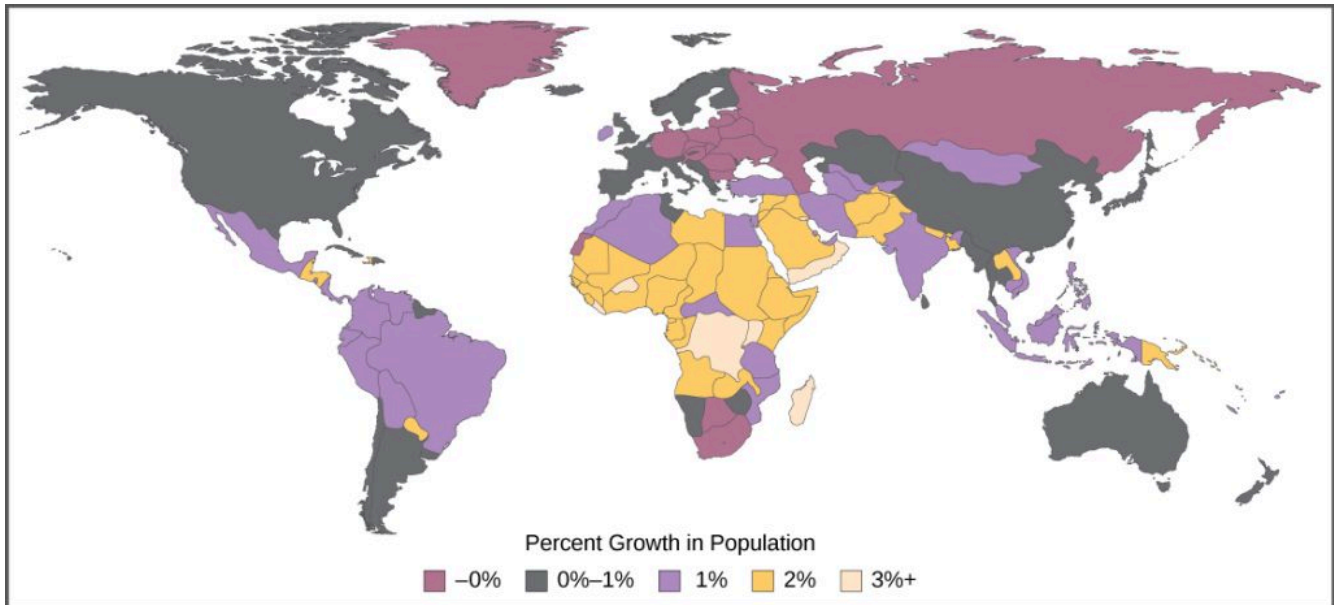 Percent Growth in Population
–0% 0%–1% 1% 2% 3%+